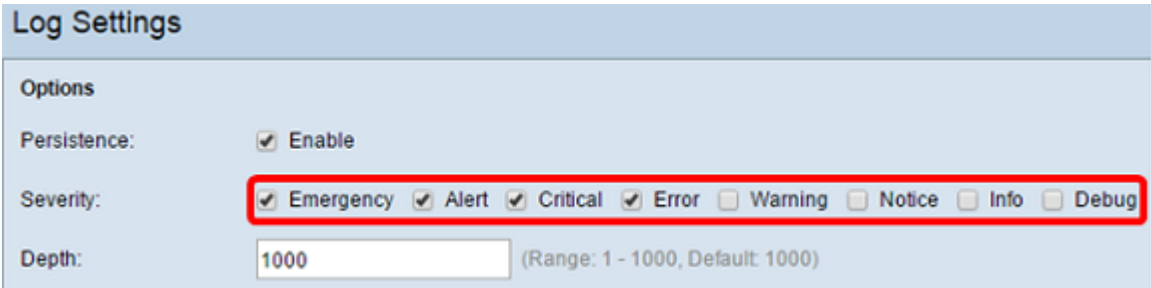 Log Settings
Options
Persistence: Enable
Severity: Emergency Alert Critical Error Warning Notice Info Debug
Depth: 1000 (Range: 1 - 1000, Default: 1000)